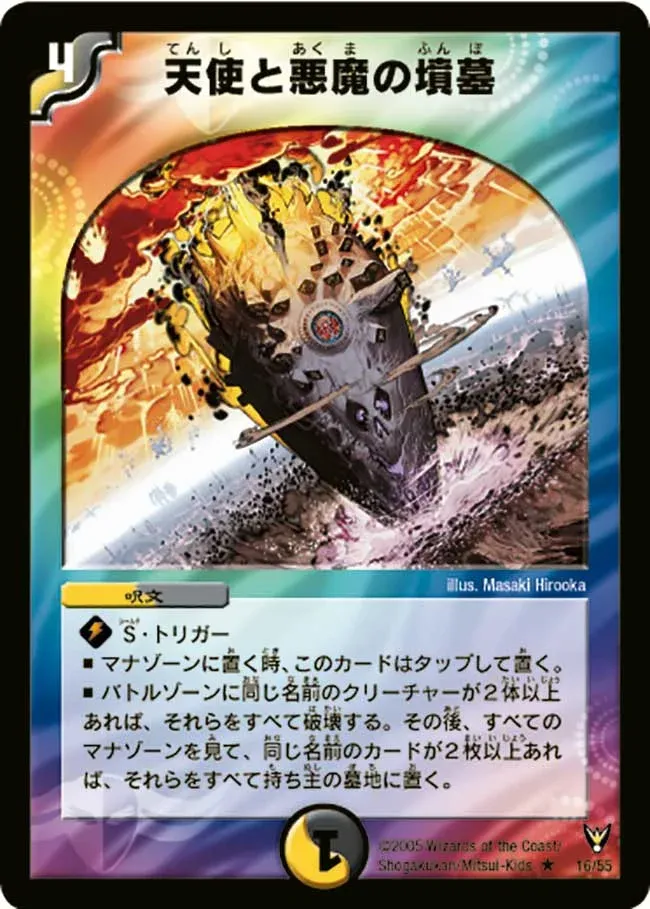 4
天使と悪魔の墳墓
てんし あくま ふんぼ
illus. Masaki Hirooka
呪文
S・トリガー
シールド
■ マナゾーンに置く時、このカードはタップして置く。
■ バトルゾーンに同じ名前のクリーチャーが2体以上
あれば、それらをすべて破壊する。その後、すべての
マナゾーンを見て、同じ名前のカードが2枚以上あれ
ば、それらをすべて持ち主の墓地に置く。
1
©2005 Wizards of the Coast/
Shogakukan/Mitsui-Kids ★ 16/55